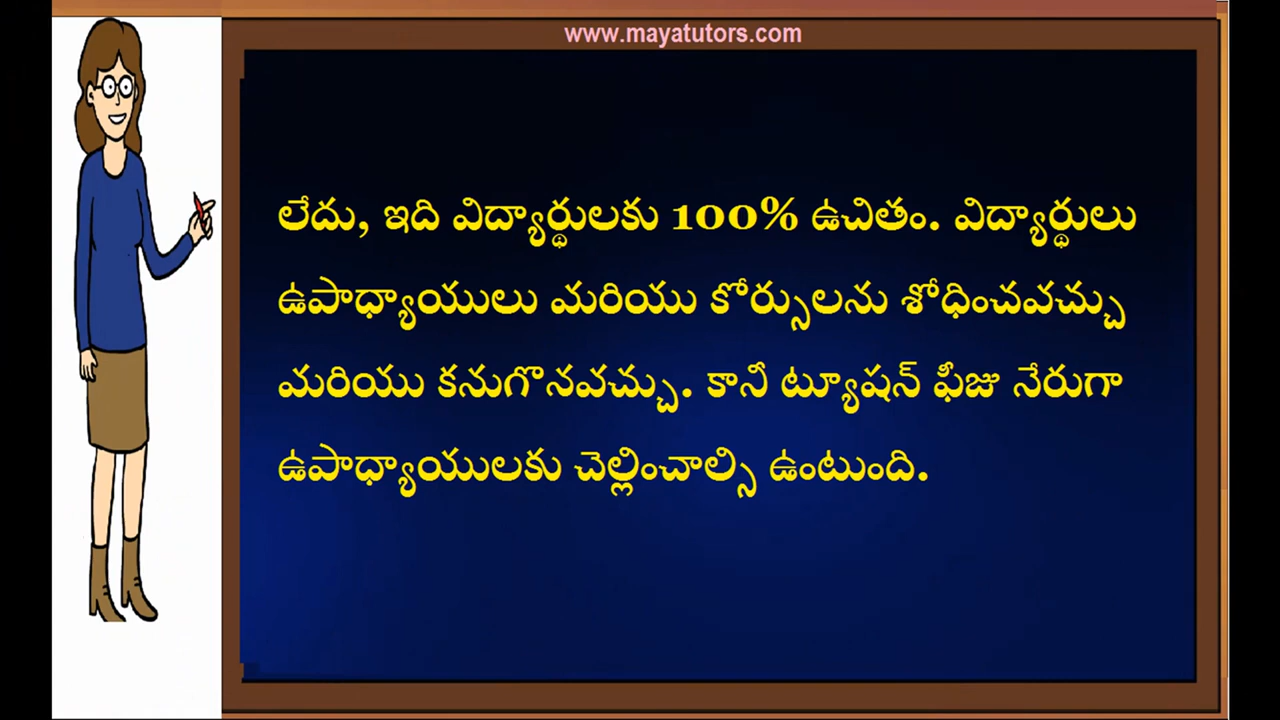 www.mayatutors.com
లేదు, ఇది విద్యార్థులకు 100% ఉచితం. విద్యార్థులు
ఉపాధ్యాయులు మరియు కోర్సులను శోధించవచ్చు
మరియు కనుగొనవచ్చు. కానీ ట్యూషన్ ఫీజు నేరుగా
ఉపాధ్యాయులకు చెల్లించాల్సి ఉంటుంది.